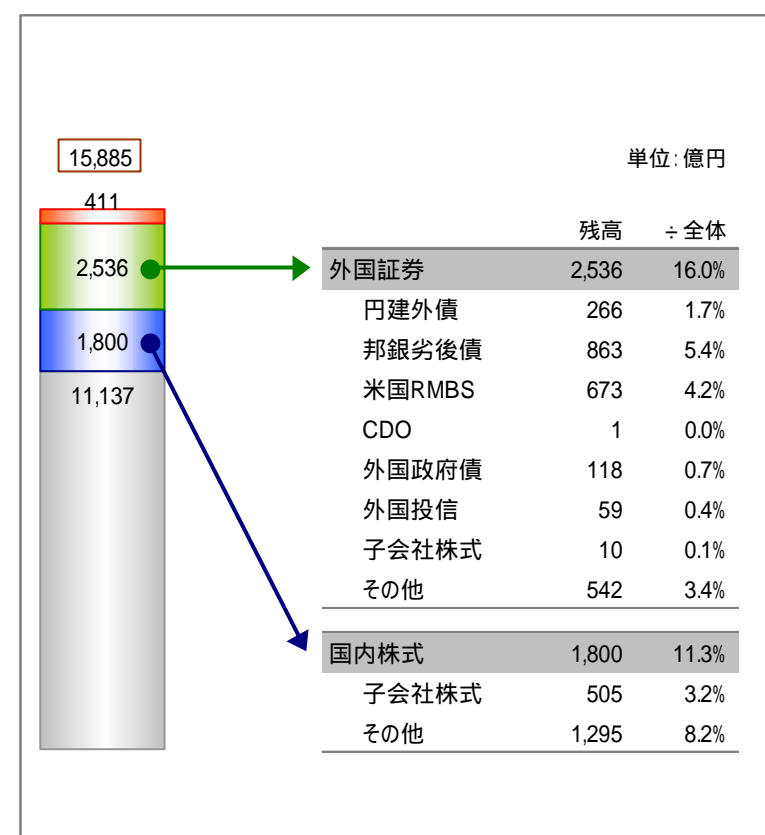 15,885 単位:億円
411
残高 ÷全体
2,536 外国証券 2,536 16.0%
円建外債 266 1.7%
1,800 邦銀劣後債 863 5.4%
11,137 米国RMBS 673 4.2%
CDO 1 0.0%
外国政府債 118 0.7%
外国投信 59 0.4%
子会社株式 10 0.1%
その他 542 3.4%
国内株式 1,800 11.3%
子会社株式 505 3.2%
その他 1,295 8.2%